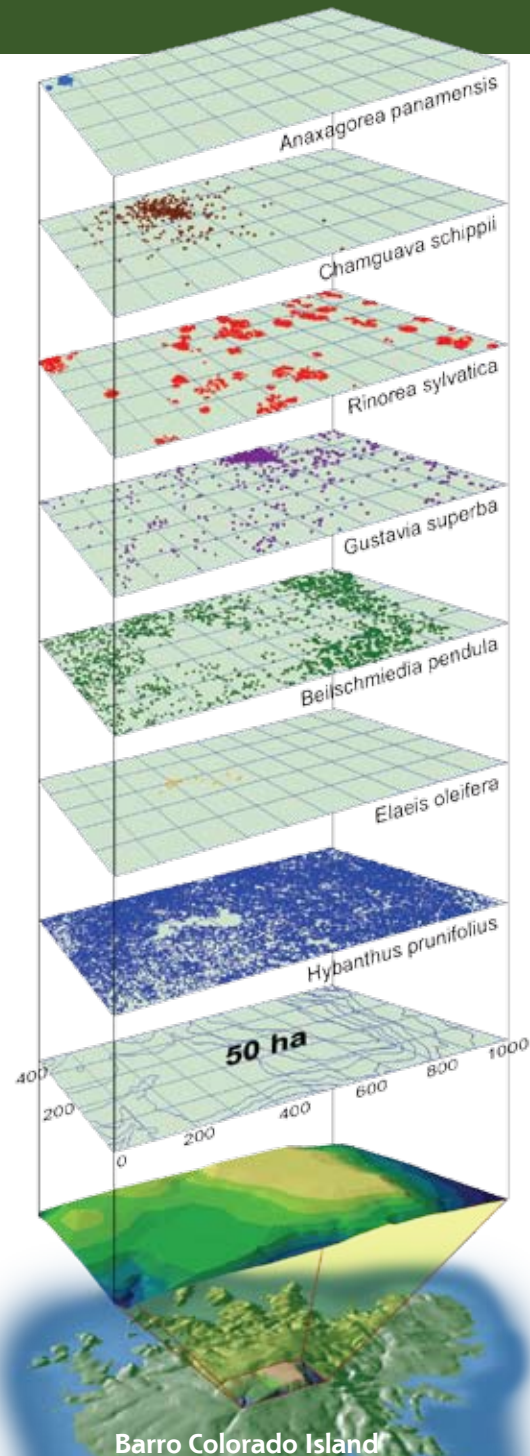 Anaxagorea panamensis
Chamguava schippii
Rinorea sylvatica
Gustavia superba
Beilschmiedia pendula
Elaeis oleifera
Hybanthus prunifolius
50 ha
400
200
0
200
400
600
800
1000
Barro Colorado Island